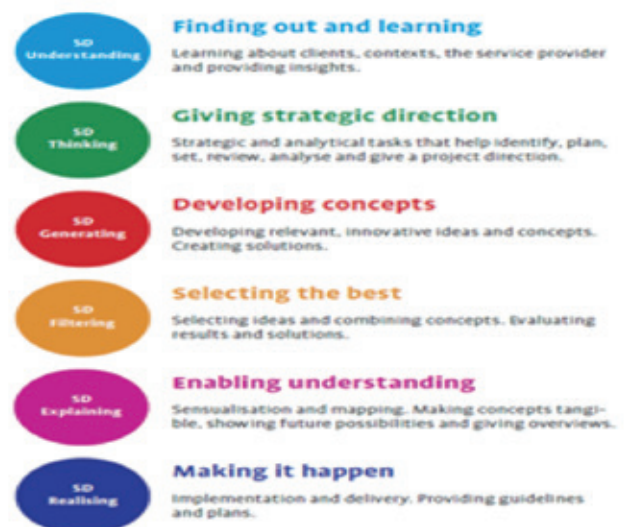 SD
Understanding
Finding out and learning
Learning about clients, contexts, the service provider
and providing insights.
SD
Thinking
Giving strategic direction
Strategic and analytical tasks that help identify, plan,
set, review, analyse and give a project direction.
SD
Generating
Developing concepts
Developing relevant, innovative ideas and concepts.
Creating solutions.
SD
Filtering
Selecting the best
Selecting ideas and combining concepts. Evaluating
results and solutions.
SD
Explaining
Enabling understanding
Sensualisation and mapping. Making concepts tangi-
ble, showing future possibilities and giving overviews.
SD
Realising
Making it happen
Implementation and delivery. Providing guidelines
and plans.